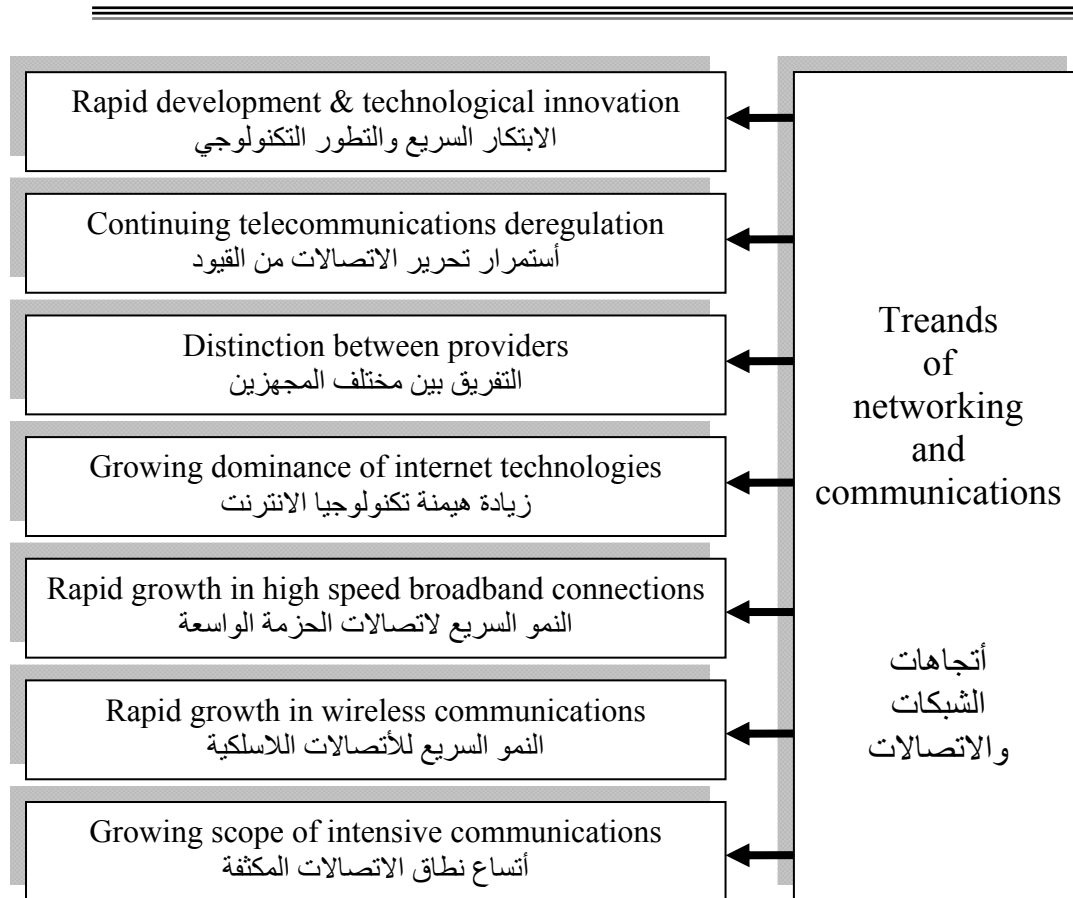 Rapid development & technological innovation
الابتكار السريع والتطور التكنولوجي
Continuing telecommunications deregulation
أستمرار تحرير الاتصالات من القيود
Distinction between providers
التفريق بين مختلف المجهزين
Growing dominance of internet technologies
زيادة هيمنة تكنولوجيا الانترنت
Rapid growth in high speed broadband connections
النمو السريع لاتصالات الحزمة الواسعة
Rapid growth in wireless communications
النمو السريع للأتصالات اللاسلكية
Growing scope of intensive communications
أتساع نطاق الاتصالات المكثفة
Treands
of
networking
and
communications
أتجاهات
الشبكات
والاتصالات